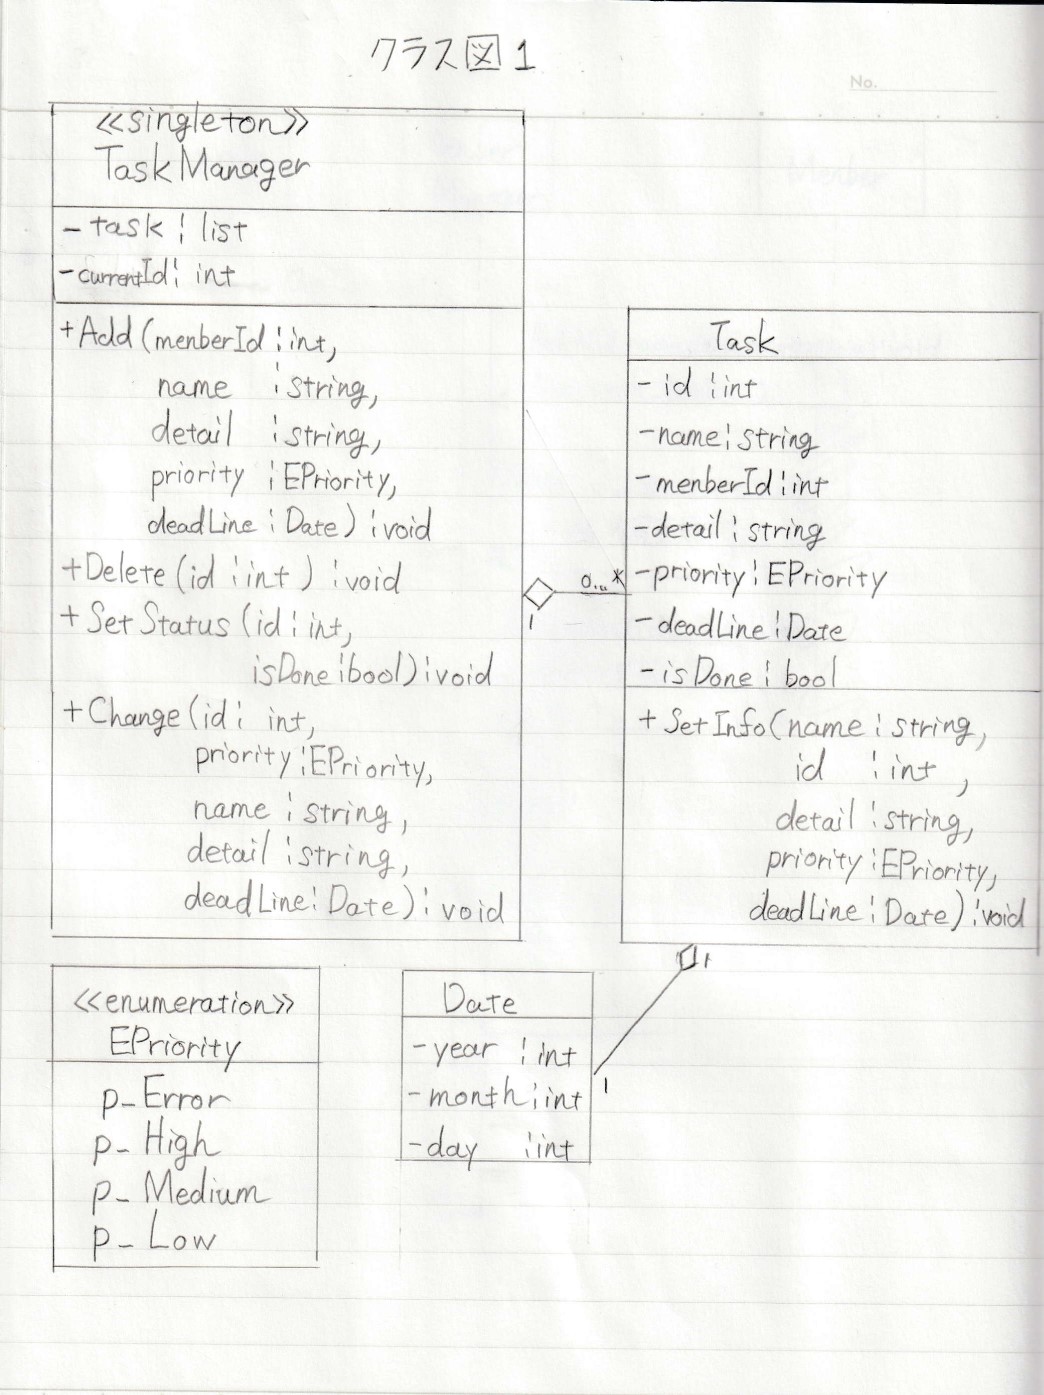 クラス図1
No.
<<singleton>>
TaskManager
- task : list
- currentId : int
+ Add (menberId : int,
name : string,
detail : string,
priority : EPriority,
deadLine : Date) : void
+ Delete (id : int) : void
+ SetStatus (id : int,
isDone : bool) : void
+ Change (id : int,
priority : EPriority,
name : string,
detail : string,
deadLine : Date) : void
1
0..*
Task
- id : int
- name : string
- menberId : int
- detail : string
- priority : EPriority
- deadLine : Date
- isDone : bool
+ SetInfo (name : string,
id : int,
detail : string,
priority : EPriority,
deadLine : Date) : void
1
1
<<enumeration>>
EPriority
p_Error
p_High
p_Medium
p_Low
Date
- year : int
- month : int
- day : int